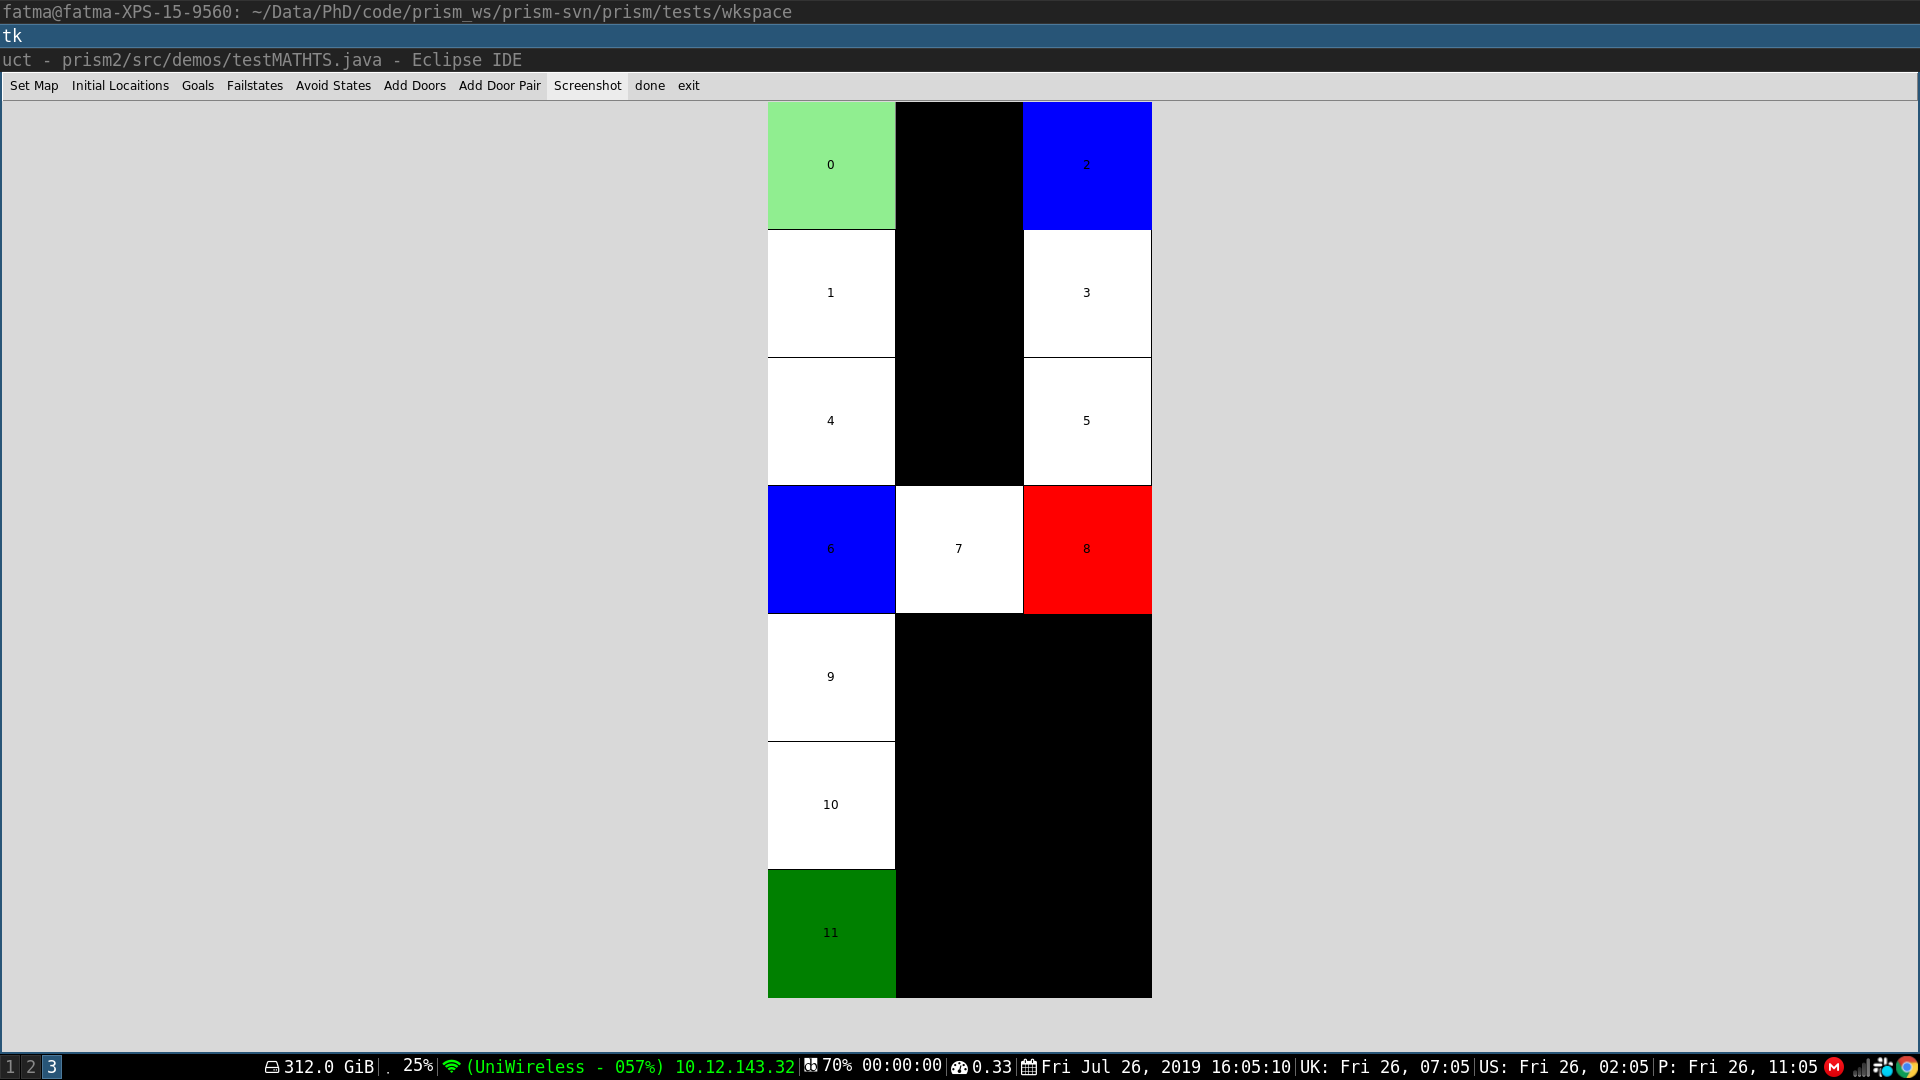 fatma@fatma-XPS-15-9560: ~/Data/PhD/code/prism_ws/prism-svn/prism/tests/wkspace
tk
uct - prism2/src/demos/testMATHTS.java - Eclipse IDE
Set Map Initial Locaitions Goals Failstates Avoid States Add Doors Add Door Pair Screenshot done exit
0 2
1 3
4 5
6 7 8
9
10
11
1 2 3 312.0 GiB | . 25% (UniWireless - 057%) 10.12.143.32 | 70% 00:00:00 | 0.33 | Fri Jul 26, 2019 16:05:10 | UK: Fri 26, 07:05 | US: Fri 26, 02:05 | P: Fri 26, 11:05 M